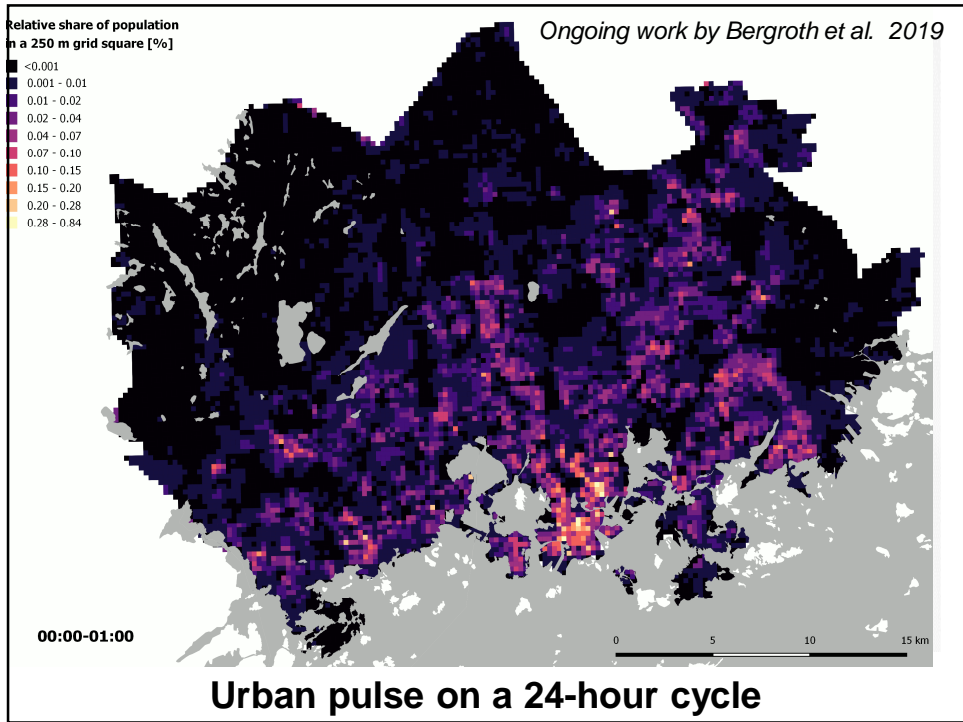 Relative share of population
in a 250 m grid square [%]
Ongoing work by Bergroth et al. 2019
<0.001
0.001 - 0.01
0.01 - 0.02
0.02 - 0.04
0.04 - 0.07
0.07 - 0.10
0.10 - 0.15
0.15 - 0.20
0.20 - 0.28
0.28 - 0.84
00:00-01:00
0 5 10 15 km
Urban pulse on a 24-hour cycle